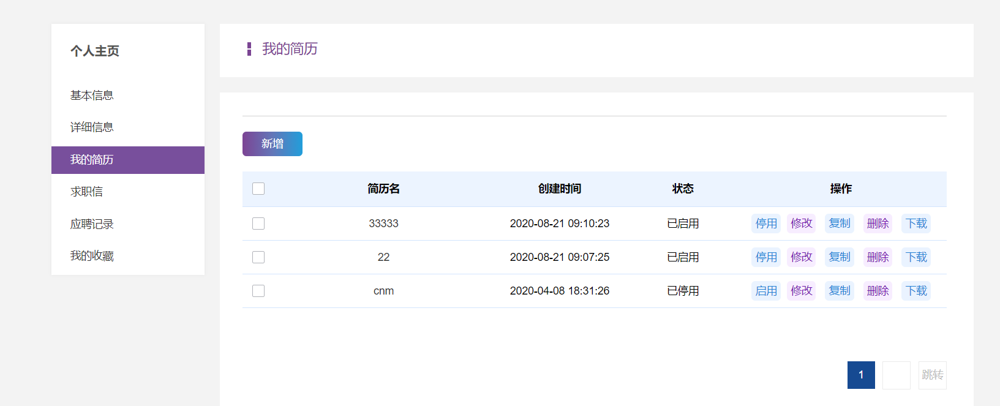 个人主页
基本信息
详细信息
我的简历
求职信
应聘记录
我的收藏
我的简历
新增
简历名 创建时间 状态 操作
33333 2020-08-21 09:10:23 已启用 停用 修改 复制 删除 下载
22 2020-08-21 09:07:25 已启用 停用 修改 复制 删除 下载
cnm 2020-04-08 18:31:26 已停用 启用 修改 复制 删除 下载
1 跳转